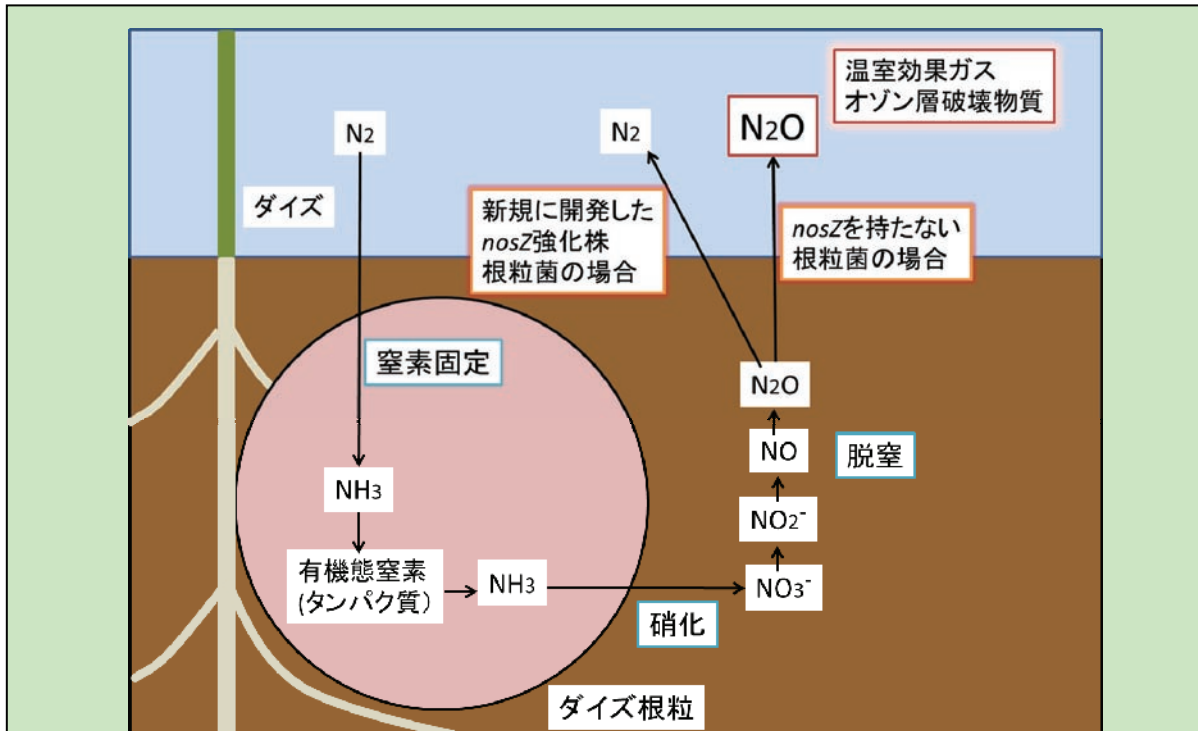 温室効果ガス
オゾン層破壊物質
N2
N2
N2O
ダイズ
新規に開発した
nosZ強化株
根粒菌の場合
nosZを持たない
根粒菌の場合
窒素固定
N2O
NO
脱窒
NH3
NO2-
有機態窒素
(タンパク質)
NH3
NO3-
硝化
ダイズ根粒